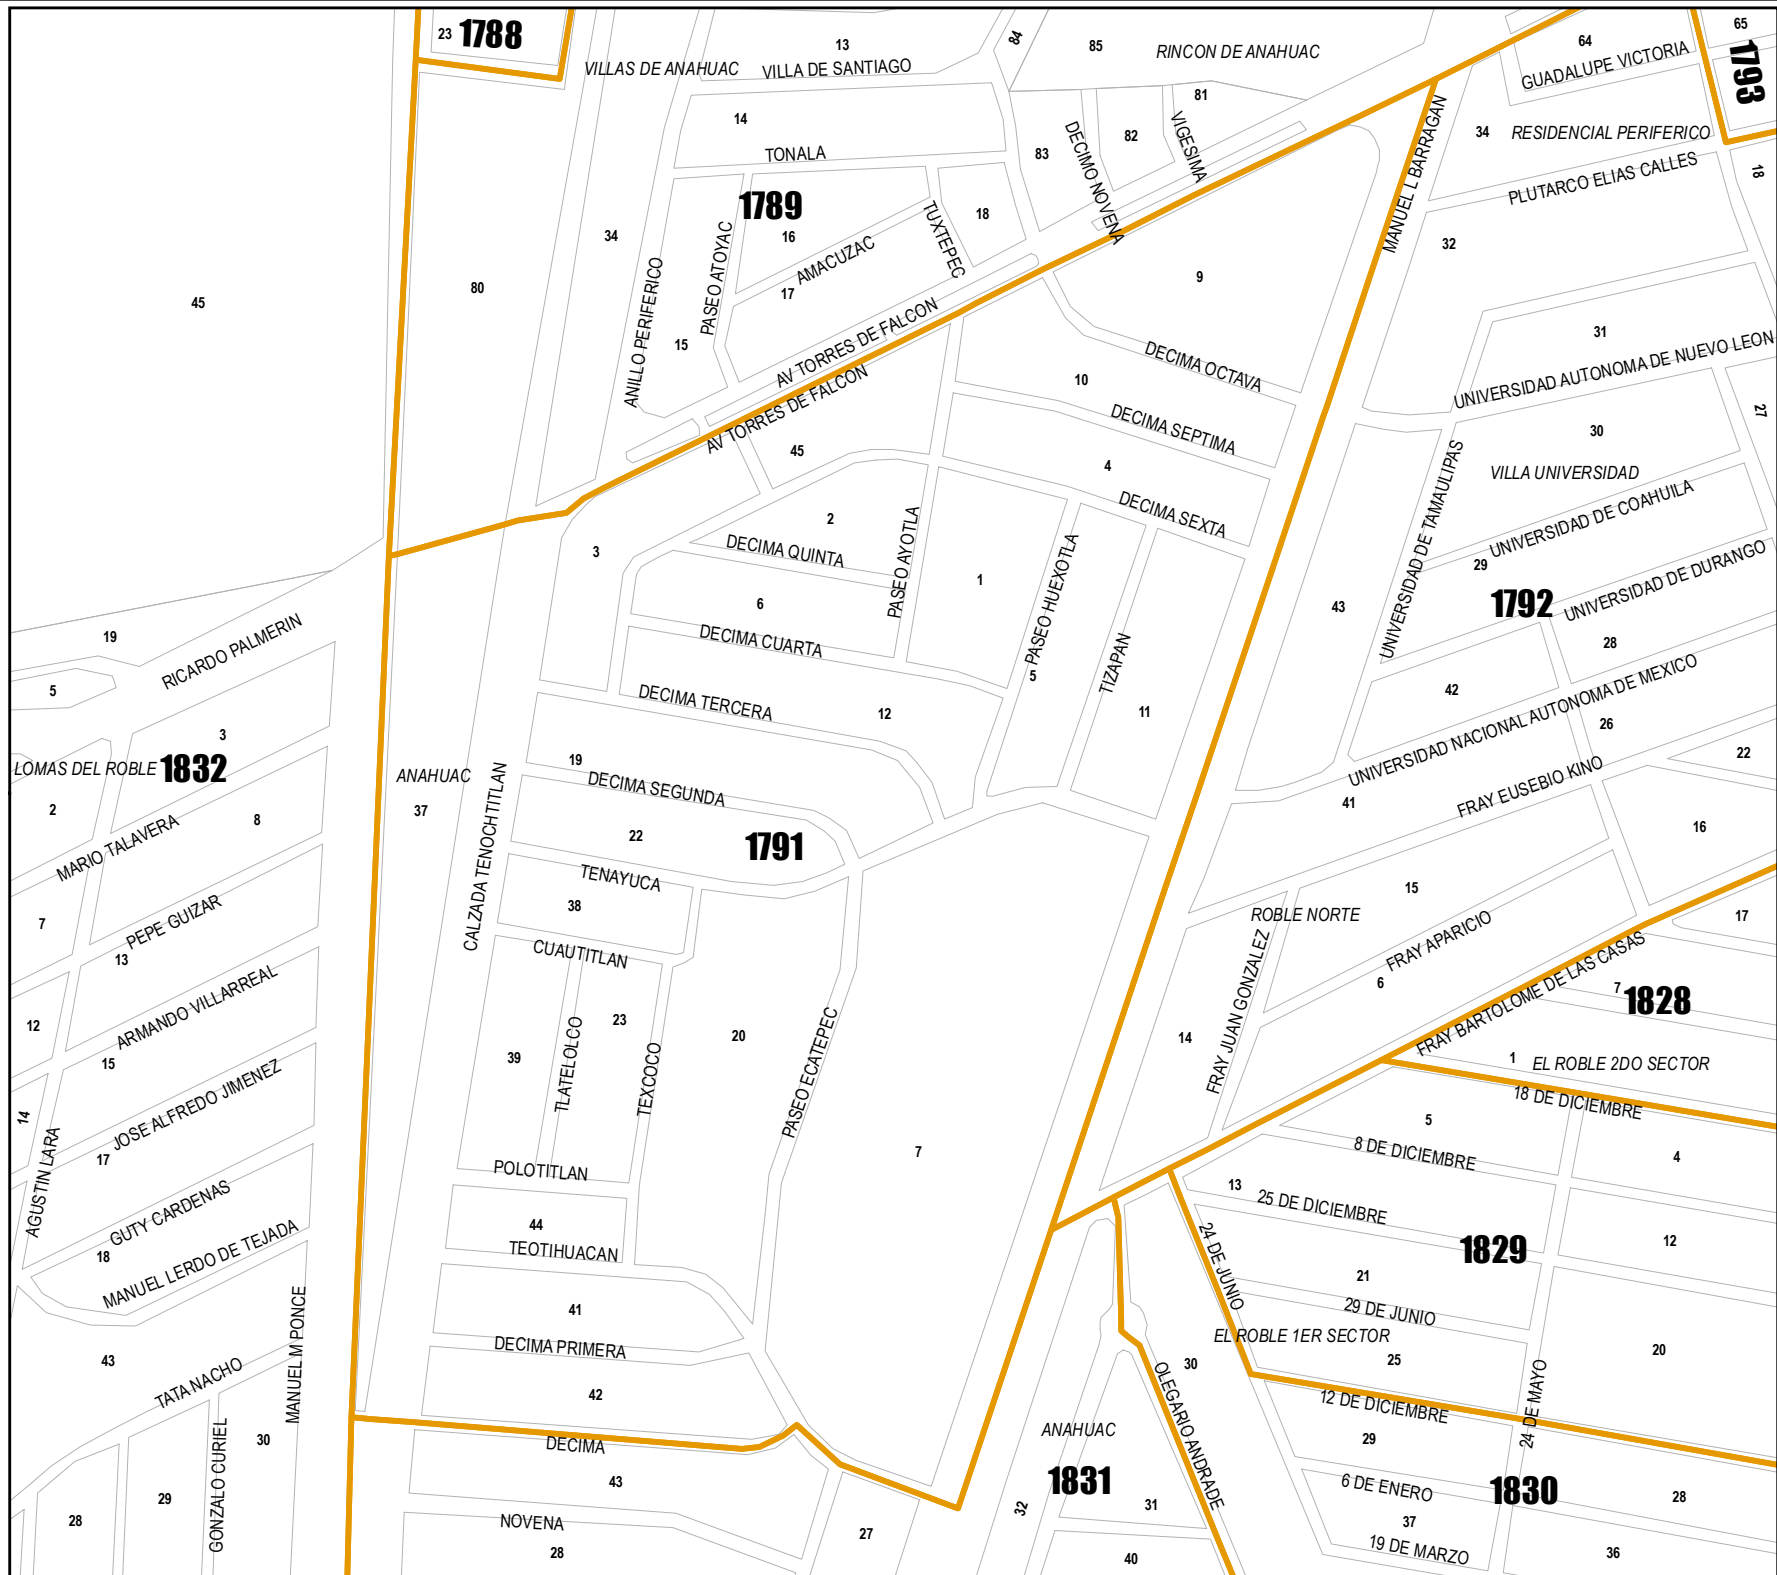 23 1788
13
84
85
RINCON DE ANAHUAC
64
65
1793
VILLAS DE ANAHUAC
VILLA DE SANTIAGO
GUADALUPE VICTORIA
14
81
82
83
VIGESIMA
DECIMO NOVENA
MANUEL L BARRAGAN
34
RESIDENCIAL PERIFERICO
TONALA
PLUTARCO ELIAS CALLES
18
1789
18
16
TUXTEPEC
34
PASEO ATOYAC
AMACUZAC
32
45
80
17
9
ANILLO PERIFERICO
15
AV TORRES DE FALCON
AV TORRES DE FALCON
31
UNIVERSIDAD AUTONOMA DE NUEVO LEON
DECIMA OCTAVA
10
27
DECIMA SEPTIMA
30
45
4
VILLA UNIVERSIDAD
UNIVERSIDAD DE TAMAULIPAS
DECIMA SEXTA
2
UNIVERSIDAD DE COAHUILA
3
DECIMA QUINTA
PASEO AYOTLA
1
PASEO HUEXOTLA
29
UNIVERSIDAD DE DURANGO
6
43
1792
19
RICARDO PALMERIN
DECIMA CUARTA
TIZAPAN
28
5
5
42
UNIVERSIDAD NACIONAL AUTONOMA DE MEXICO
DECIMA TERCERA
12
11
26
3
22
LOMAS DEL ROBLE 1832
ANAHUAC
19
DECIMA SEGUNDA
FRAY EUSEBIO KINO
2
8
37
CALZADA TENOCHTITLAN
41
MARIO TALAVERA
22
1791
16
TENAYUCA
15
7
PEPE GUIZAR
38
ROBLE NORTE
17
13
CUAUTITLAN
FRAY APARICIO
FRAY BARTOLOME DE LAS CASAS
6
7 1828
12
ARMANDO VILLARREAL
23
20
FRAY JUAN GONZALEZ
14
15
39
TLATELOLCO
TEXCOCO
PASEO ECATEPEC
1
EL ROBLE 2DO SECTOR
14
JOSE ALFREDO JIMENEZ
18 DE DICIEMBRE
5
17
AGUSTIN LARA
POLOTITLAN
7
8 DE DICIEMBRE
4
13
25 DE DICIEMBRE
GUTY CARDENAS
44
18
TEOTIHUACAN
24 DE JUNIO
1829
12
MANUEL LERDO DE TEJADA
21
41
29 DE JUNIO
MANUEL M PONCE
EL ROBLE 1ER SECTOR
43
DECIMA PRIMERA
30
25
20
TATA NACHO
42
OLEGARIO ANDRADE
12 DE DICIEMBRE
24 DE MAYO
30
GONZALO CURIEL
DECIMA
ANAHUAC
29
43
1831
6 DE ENERO
1830
28
28
29
NOVENA
27
32
31
37
28
40
19 DE MARZO
36